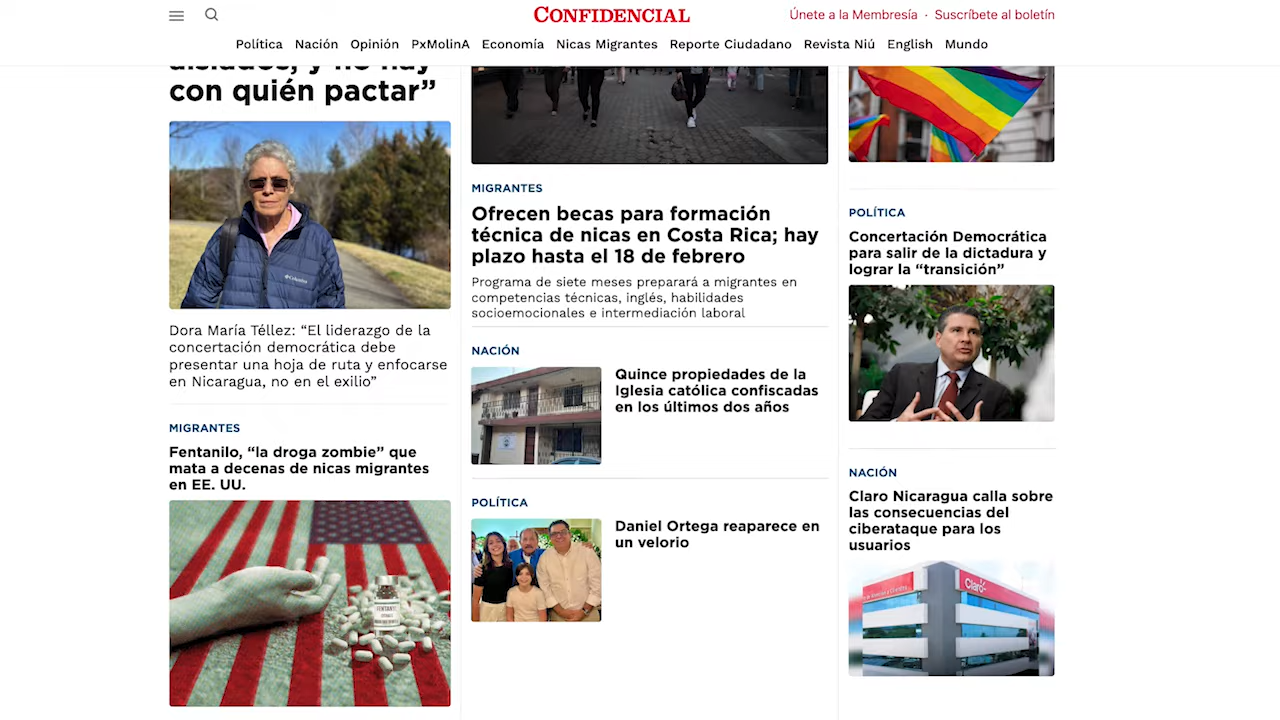 CONFIDENCIAL
Únete a la Membresía · Suscríbete al boletín
Política Nación Opinión PxMolinA Economía Nicas Migrantes Reporte Ciudadano Revista Niú English Mundo
aislados, y no hay
con quién pactar”
Dora María Téllez: “El liderazgo de la
concertación democrática debe
presentar una hoja de ruta y enfocarse
en Nicaragua, no en el exilio”
MIGRANTES
Fentanilo, “la droga zombie” que
mata a decenas de nicas migrantes
en EE. UU.
MIGRANTES
Ofrecen becas para formación
técnica de nicas en Costa Rica; hay
plazo hasta el 18 de febrero
Programa de siete meses preparará a migrantes en
competencias técnicas, inglés, habilidades
socioemocionales e intermediación laboral
NACIÓN
Quince propiedades de la
Iglesia católica confiscadas
en los últimos dos años
POLÍTICA
Daniel Ortega reaparece en
un velorio
POLÍTICA
Concertación Democrática
para salir de la dictadura y
lograr la “transición”
NACIÓN
Claro Nicaragua calla sobre
las consecuencias del
ciberataque para los
usuarios
Claro
Columbia